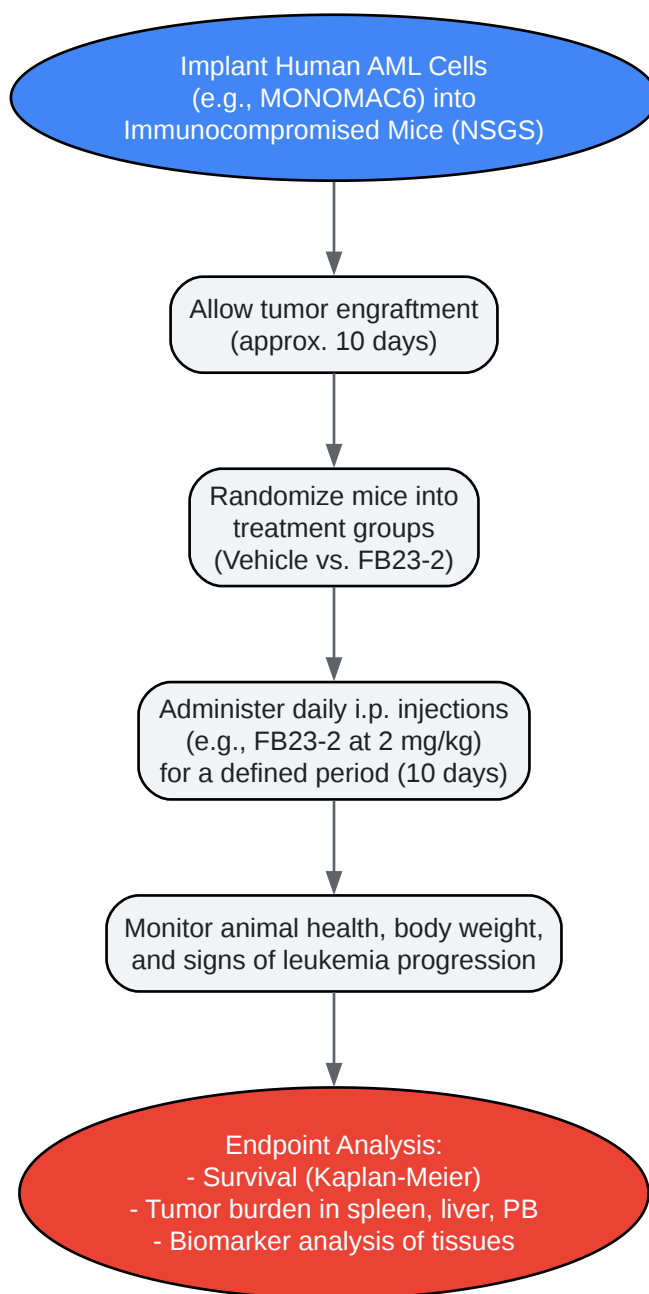 Implant Human AML Cells
(e.g., MONOMAC6) into
Immunocompromised Mice (NSGS)
Allow tumor engraftment
(approx. 10 days)
Randomize mice into
treatment groups
(Vehicle vs. FB23-2)
Administer daily i.p. injections
(e.g., FB23-2 at 2 mg/kg)
for a defined period (10 days)
Monitor animal health, body weight,
and signs of leukemia progression
Endpoint Analysis:
- Survival (Kaplan-Meier)
- Tumor burden in spleen, liver, PB
- Biomarker analysis of tissues